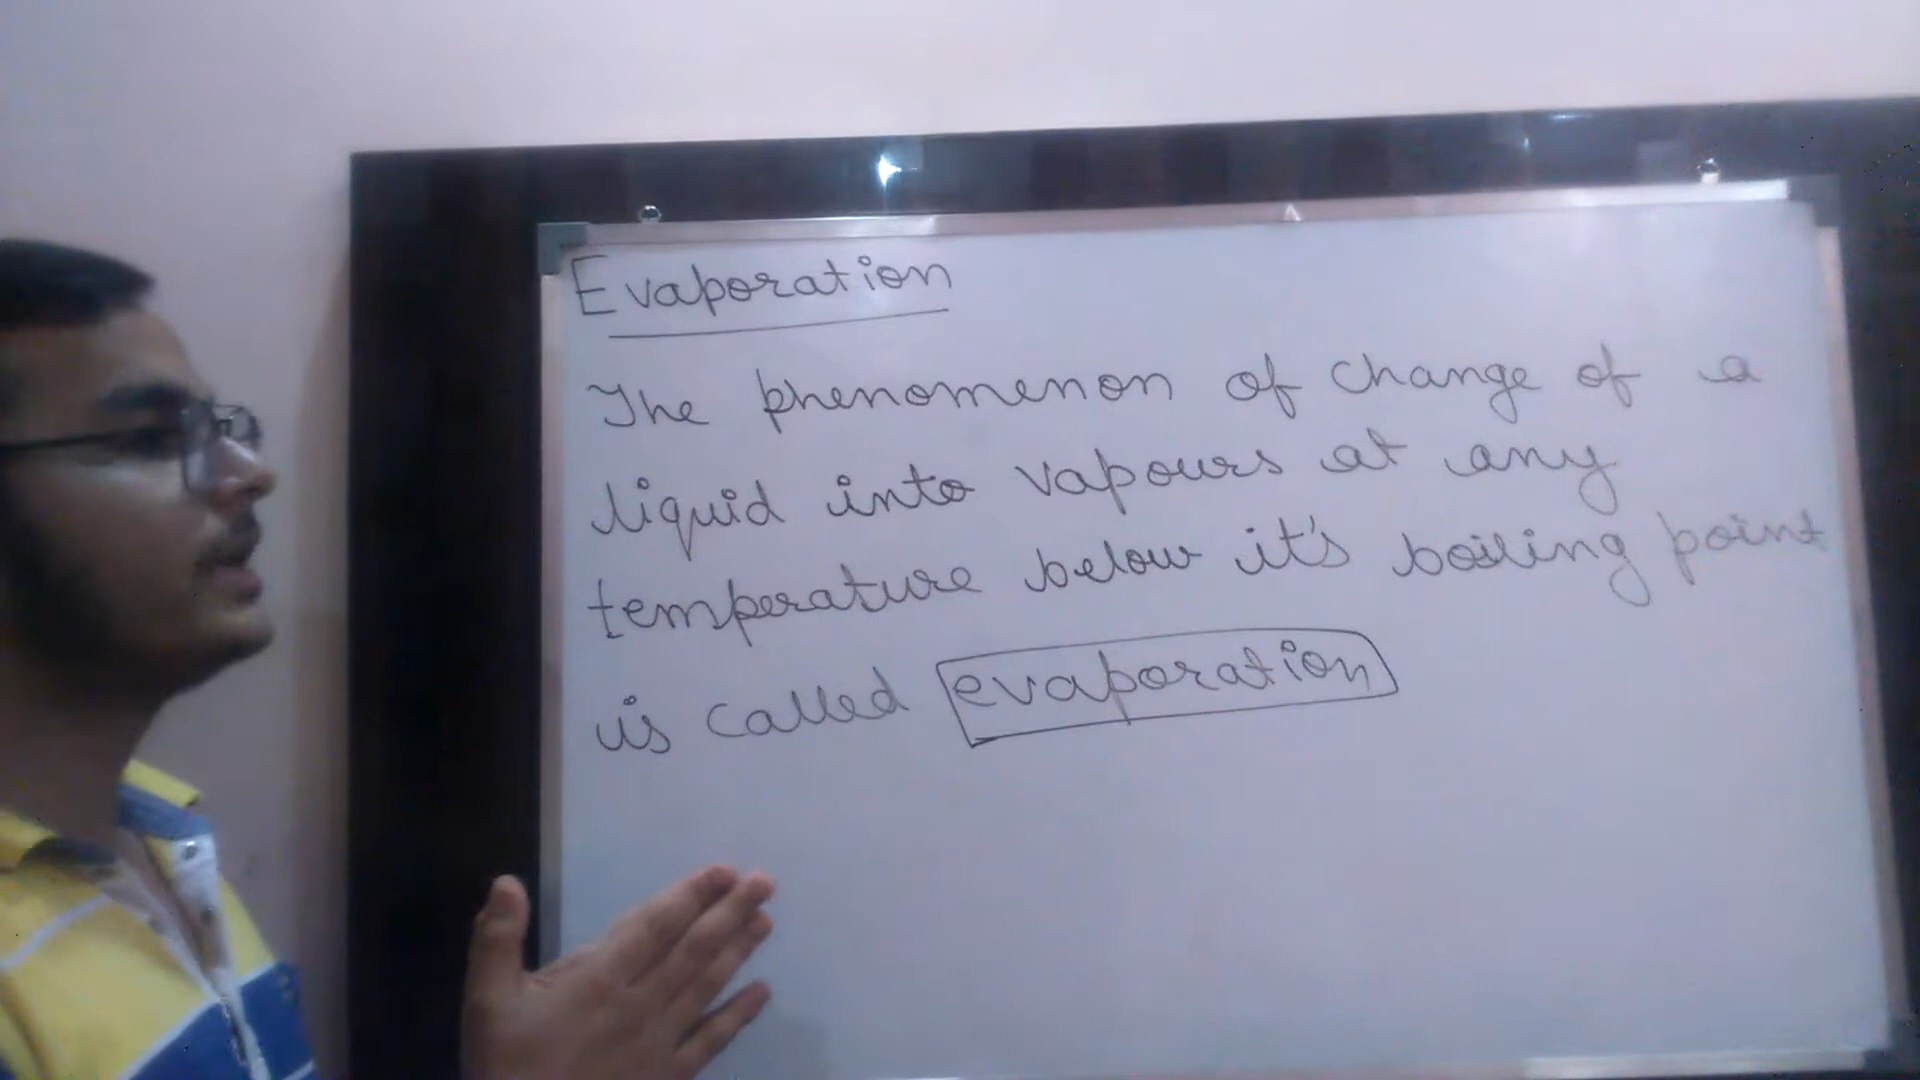 Evaporation
The phenomenon of change of a
liquid into vapours at any
temperature below it's boiling point
is called evaporation